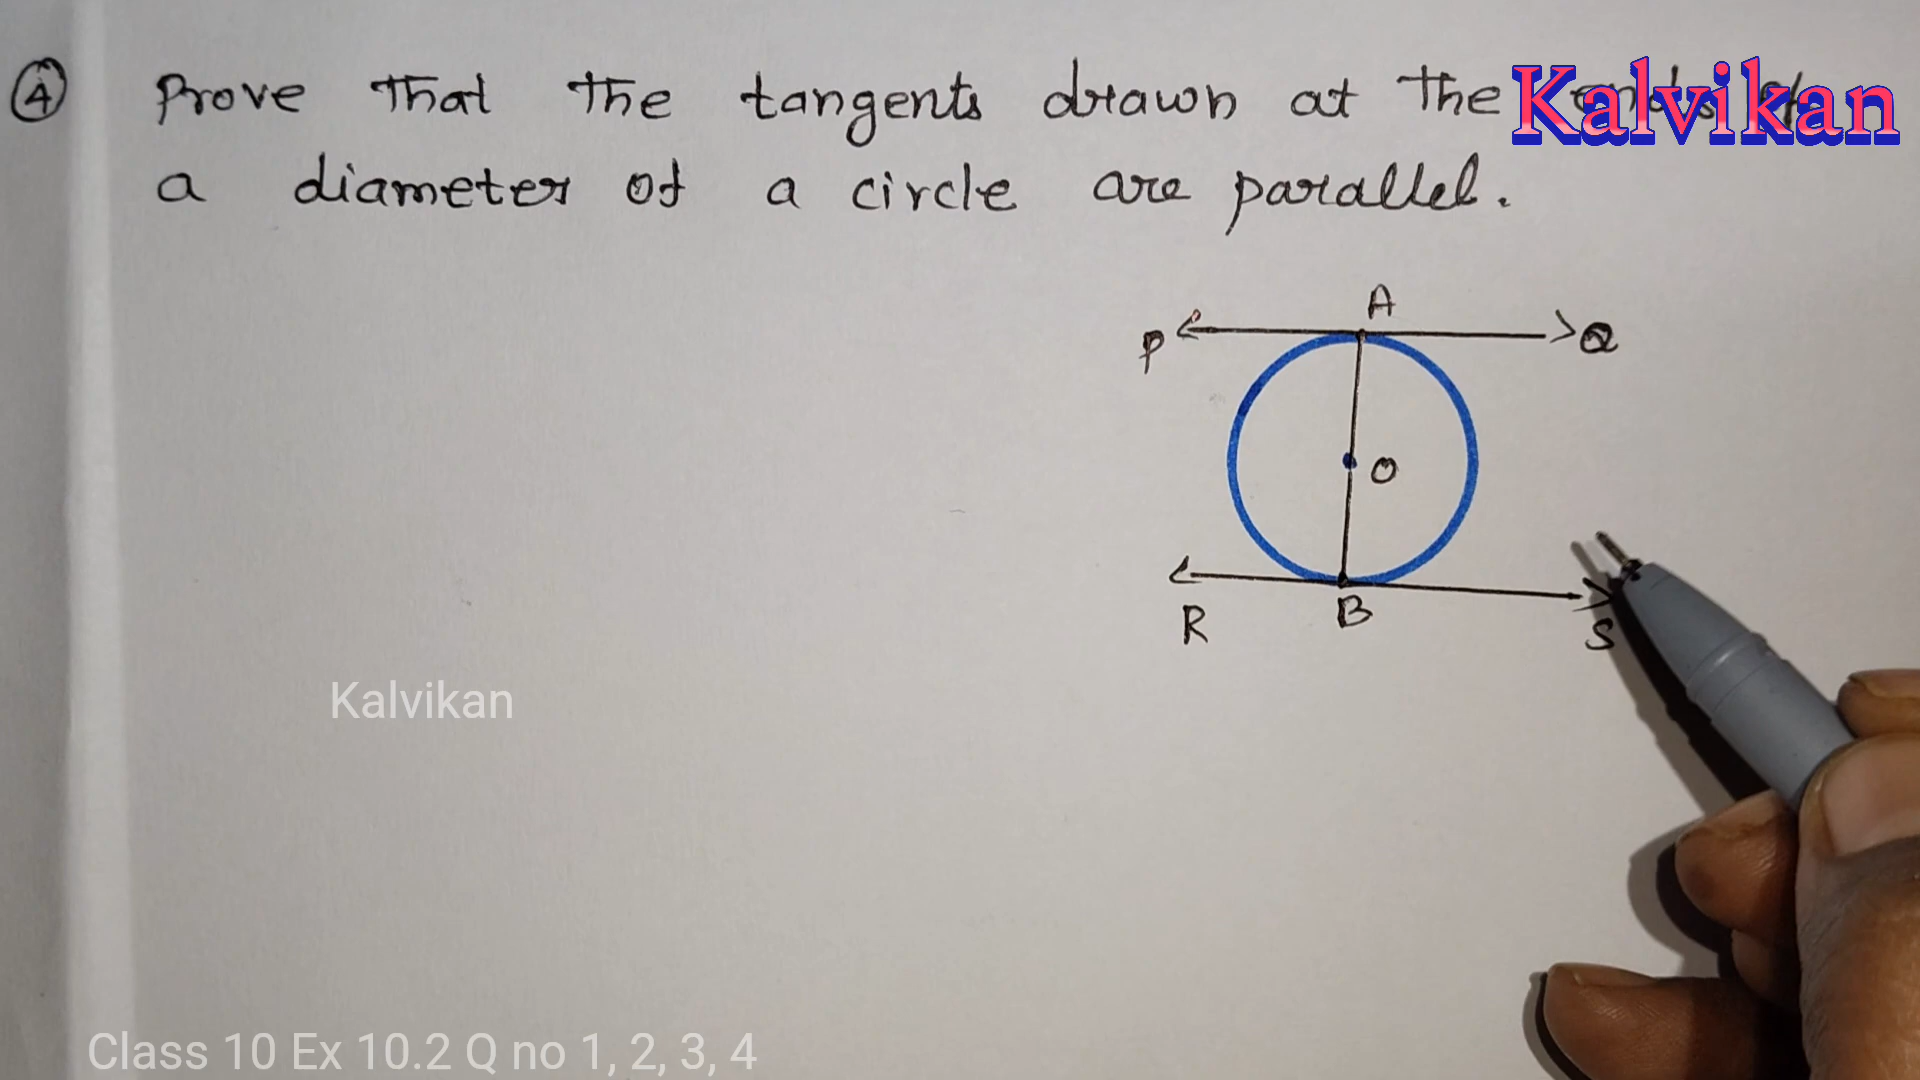 ④ Prove that the tangents drawn at the
Kalvikan
a diameter of a circle are parallel.
A
P
Q
O
R
B
S
Kalvikan
Class 10 Ex 10.2 Q no 1, 2, 3, 4